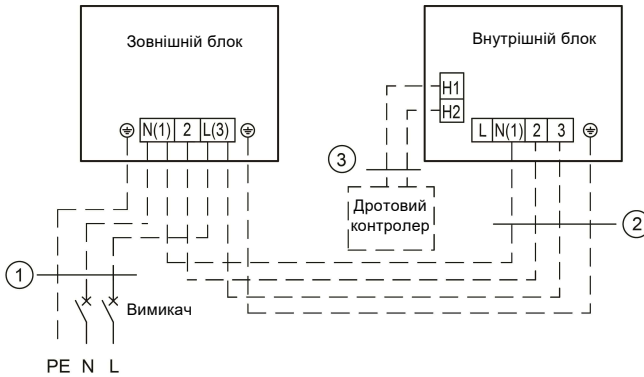 Зовнішній блок
Внутрішній блок
H1
H2
N(1) 2 L(3)
L N(1) 2 3
3
Дротовий
контролер
2
1
Вимикач
PE N L